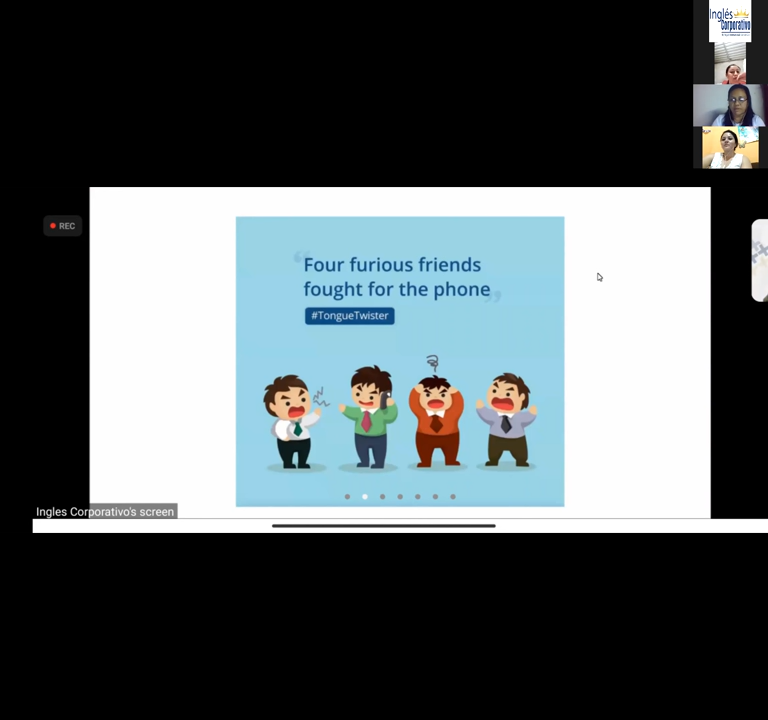 Inglés
Corporativo
REC
Four furious friends
fought for the phone
#TongueTwister
Ingles Corporativo's screen